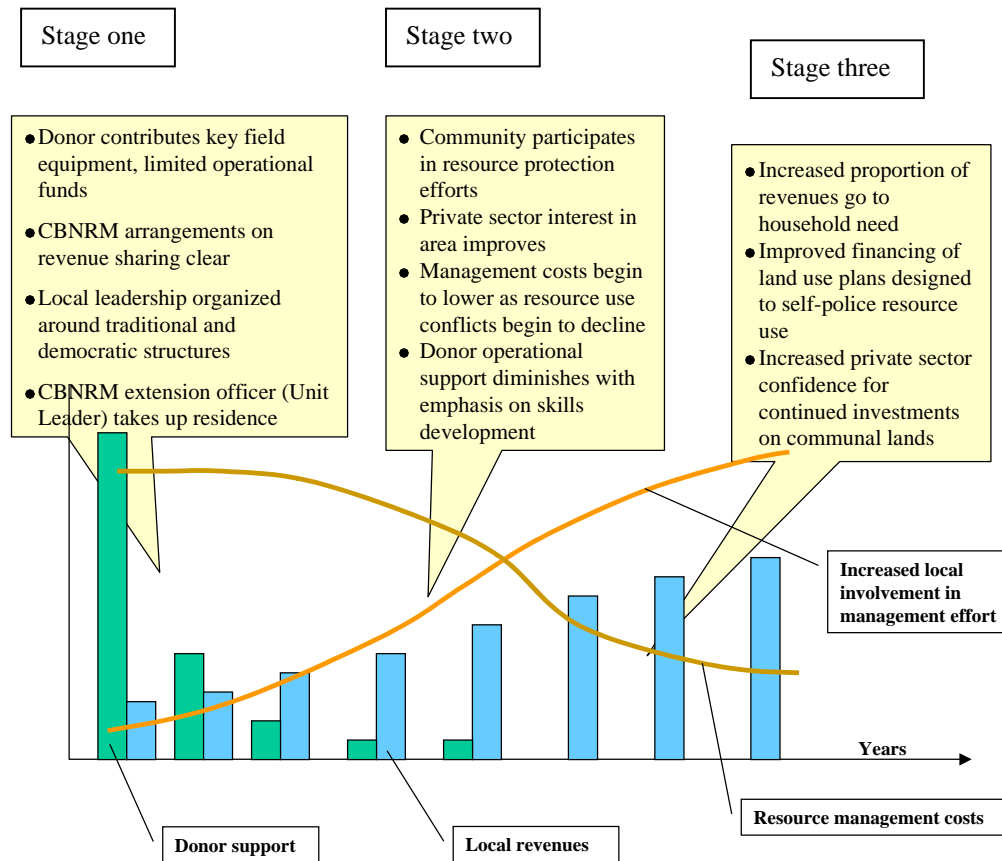 Stage one
Stage two
Stage three
●Donor contributes key field
equipment, limited operational
funds
●CBNRM arrangements on
revenue sharing clear
●Local leadership organized
around traditional and
democratic structures
●CBNRM extension officer (Unit
Leader) takes up residence
● Community participates
in resource protection
efforts
● Private sector interest in
area improves
● Management costs begin
to lower as resource use
conflicts begin to decline
● Donor operational
support diminishes with
emphasis on skills
development
● Increased proportion of
revenues go to
household need
● Improved financing of
land use plans designed
to self-police resource
use
● Increased private sector
confidence for
continued investments
on communal lands
Increased local
involvement in
management effort
Years
Resource management costs
Donor support
Local revenues